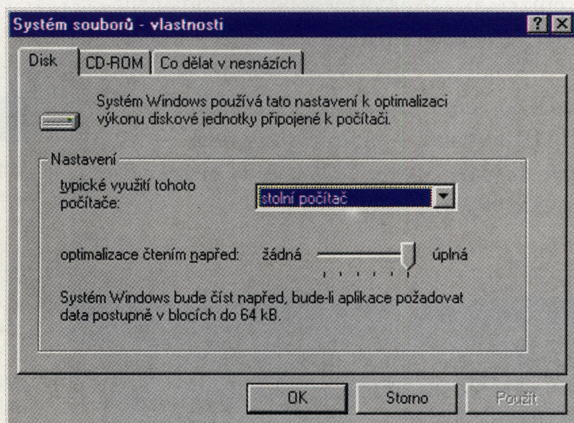 Systém souborů - vlastnosti
Disk
CD-ROM
Co dělat v nesnázích
Systém Windows používá tato nastavení k optimalizaci
výkonu diskové jednotky připojené k počítači.
Nastavení
typické využití tohoto
počítače:
stolní počítač
optimalizace čtením napřed:
žádná
úplná
Systém Windows bude číst napřed, bude-li aplikace požadovat
data postupně v blocích do 64 kB.
OK
Storno
Použít